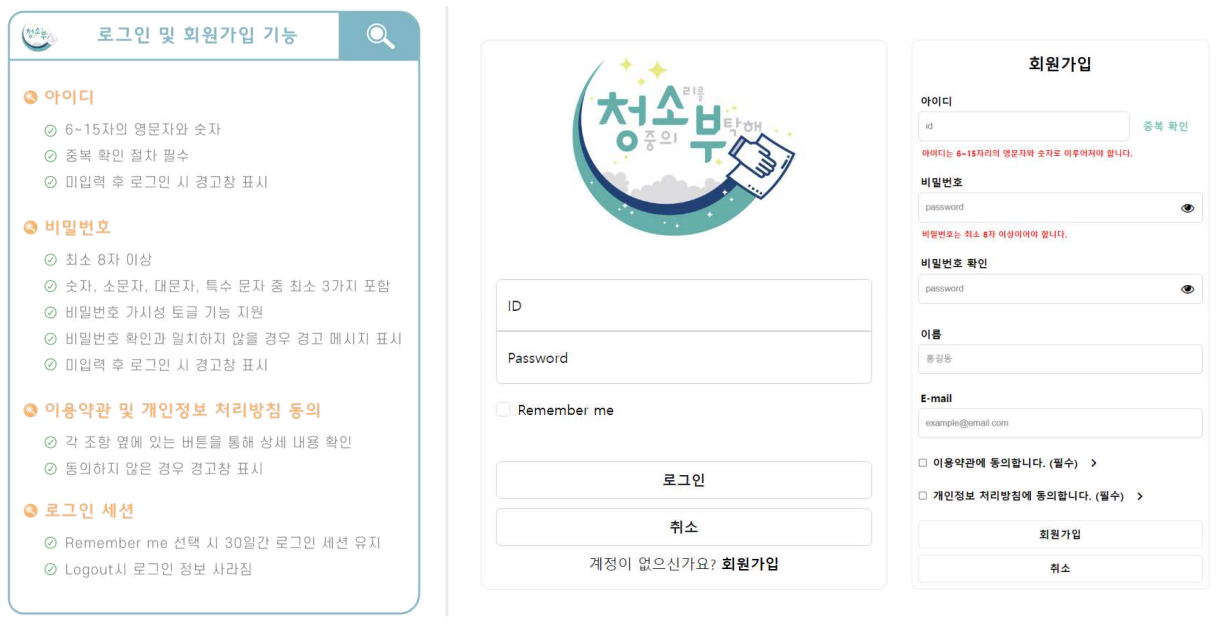 청소부
로그인 및 회원가입 기능
아이디
6~15자의 영문자와 숫자
중복 확인 절차 필수
미입력 후 로그인 시 경고창 표시
비밀번호
최소 8자 이상
숫자, 소문자, 대문자, 특수 문자 중 최소 3가지 포함
비밀번호 가시성 토글 기능 지원
비밀번호 확인과 일치하지 않을 경우 경고 메시지 표시
미입력 후 로그인 시 경고창 표시
이용약관 및 개인정보 처리방침 동의
각 조항 옆에 있는 버튼을 통해 상세 내용 확인
동의하지 않은 경우 경고창 표시
로그인 세션
Remember me 선택 시 30일간 로그인 세션 유지
Logout시 로그인 정보 사라짐
청소리를
중의 부탁해
ID
Password
Remember me
로그인
취소
계정이 없으신가요? 회원가입
회원가입
아이디
id
중복 확인
아이디는 6~15자리의 영문자와 숫자로 이루어져야 합니다.
비밀번호
password
비밀번호는 최소 8자 이상이어야 합니다.
비밀번호 확인
password
이름
홍길동
E-mail
example@email.com
이용약관에 동의합니다. (필수) >
개인정보 처리방침에 동의합니다. (필수) >
회원가입
취소